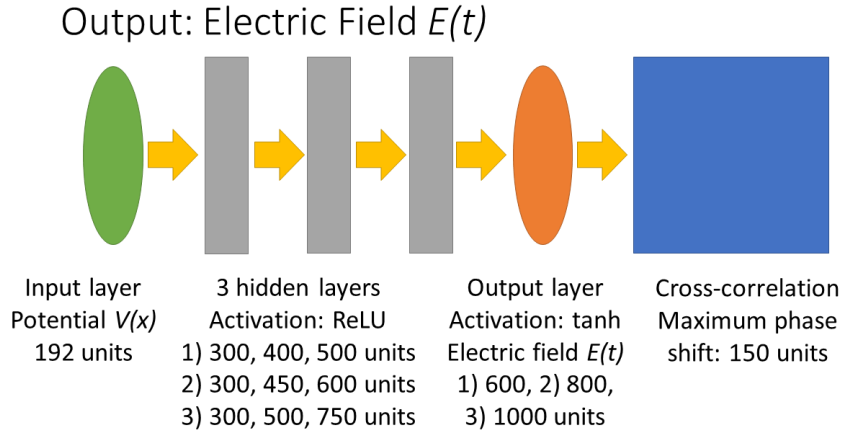 Output: Electric Field E(t)
Input layer
Potential V(x)
192 units
3 hidden layers
Activation: ReLU
1) 300, 400, 500 units
2) 300, 450, 600 units
3) 300, 500, 750 units
Output layer
Activation: tanh
Electric field E(t)
1) 600, 2) 800,
3) 1000 units
Cross-correlation
Maximum phase
shift: 150 units